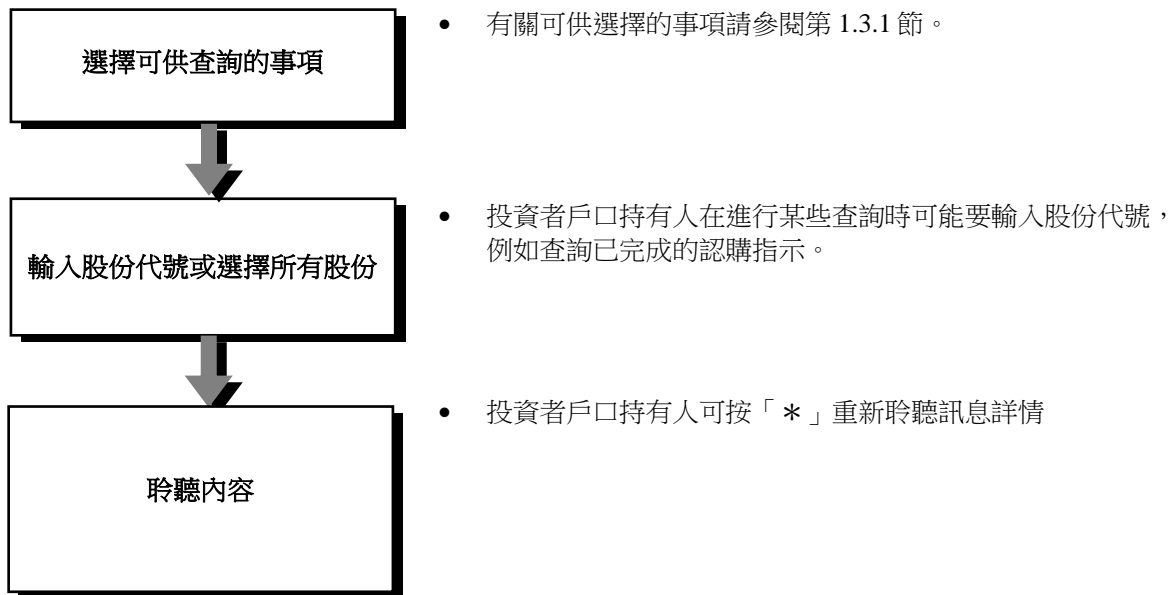 選擇可供查詢的事項
• 有關可供選擇的事項請參閱第 1.3.1 節。
輸入股份代號或選擇所有股份
• 投資者戶口持有人在進行某些查詢時可能要輸入股份代號，
例如查詢已完成的認購指示。
聆聽內容
• 投資者戶口持有人可按「＊」重新聆聽訊息詳情